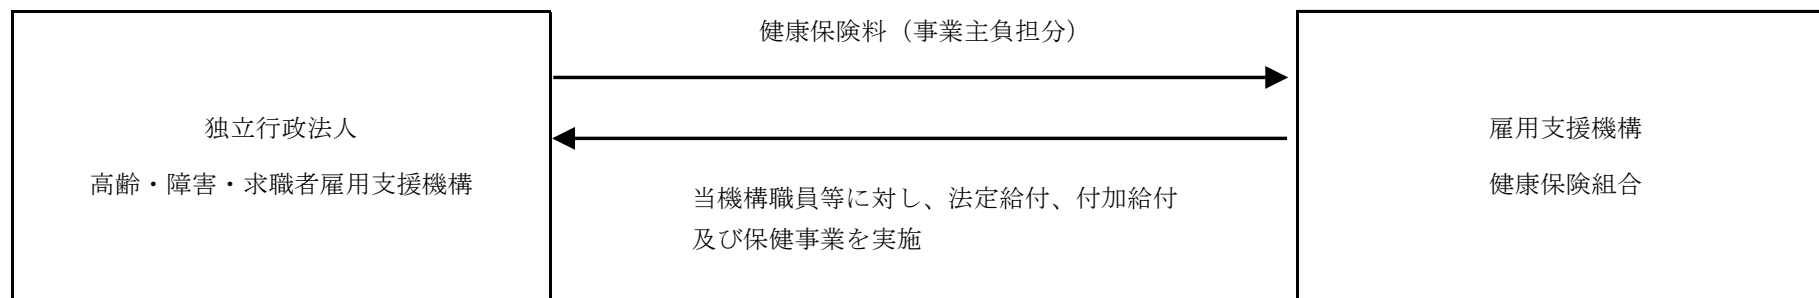 健康保険料（事業主負担分）
独立行政法人
高齢・障害・求職者雇用支援機構
雇用支援機構
健康保険組合
当機構職員等に対し、法定給付、付加給付
及び保健事業を実施